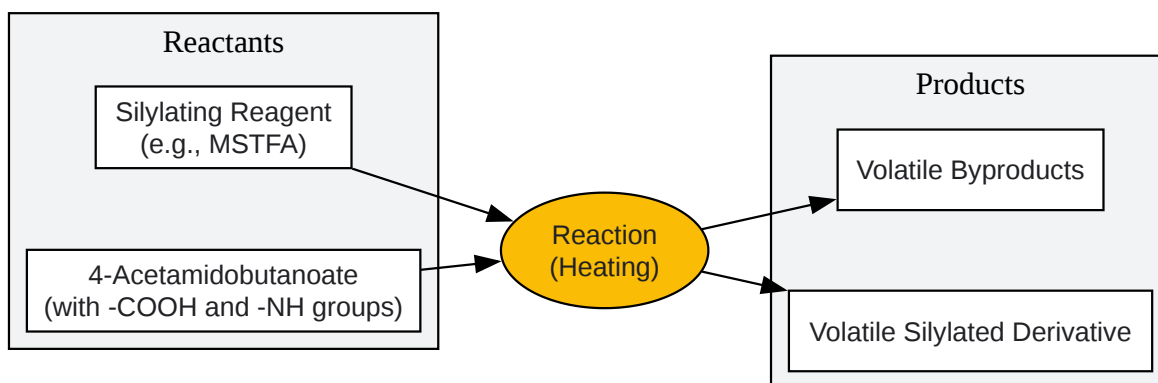 Reactants
Silylating Reagent
(e.g., MSTFA)
4-Acetamidobutanoate
(with -COOH and -NH groups)
Reaction
(Heating)
Products
Volatile Byproducts
Volatile Silylated Derivative